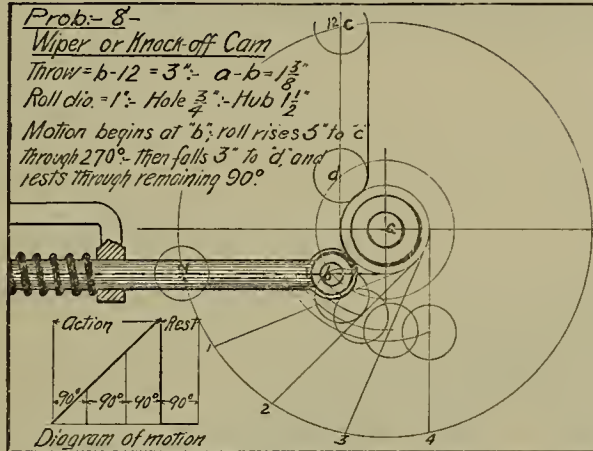 Prob:- 8-
Wiper or Knock-off Cam
Throw = b-12 = 3":- a-b = 1 3/8"
Roll dia. = 1":- Hole 3/4":- Hub 1 1/2"
Motion begins at "b"; roll rises 3" to "c"
through 270°- then falls 3" to "d", and
rests through remaining 90°.
12 c
d
a
b
Action Rest
90° 90° 90° 90°
Diagram of motion
1
2
3
4